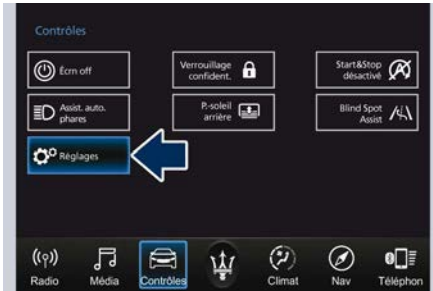 Contrôles
Écrn off
Verrouillage
confident.
Start&Stop
désactivé
Assist. auto.
phares
P.-soleil
arrière
Blind Spot
Assist
Réglages
Radio
Média
Contrôles
Climat
Nav
Téléphon